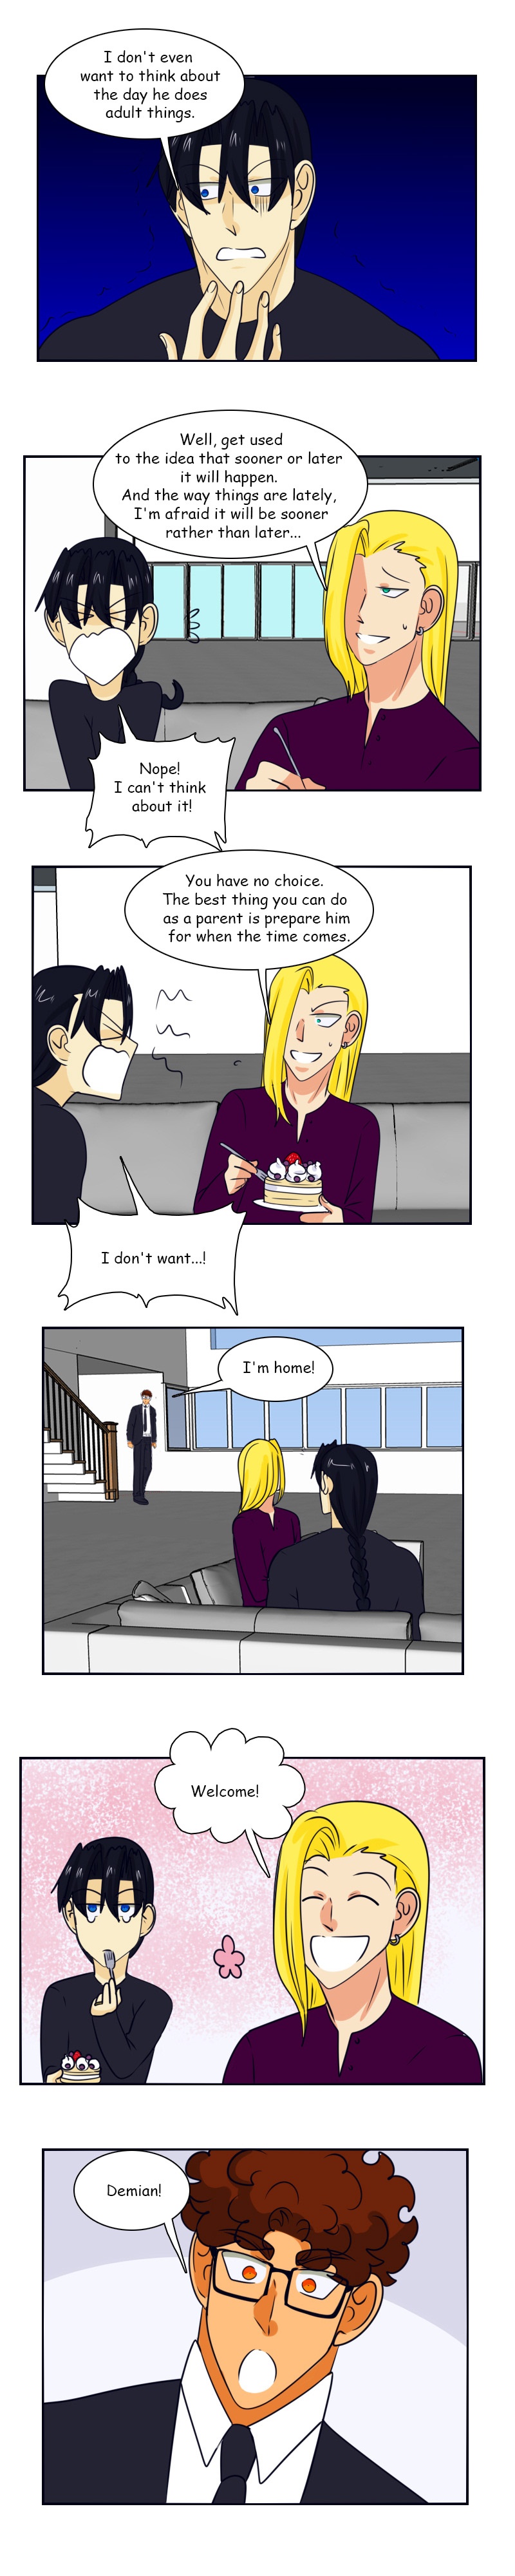 I don't even
want to think about
the day he does
adult things.
Well, get used
to the idea that sooner or later
it will happen.
And the way things are lately,
I'm afraid it will be sooner
rather than later...
Nope!
I can't think
about it!
You have no choice.
The best thing you can do
as a parent is prepare him
for when the time comes.
I don't want...!
I'm home!
Welcome!
Demian!